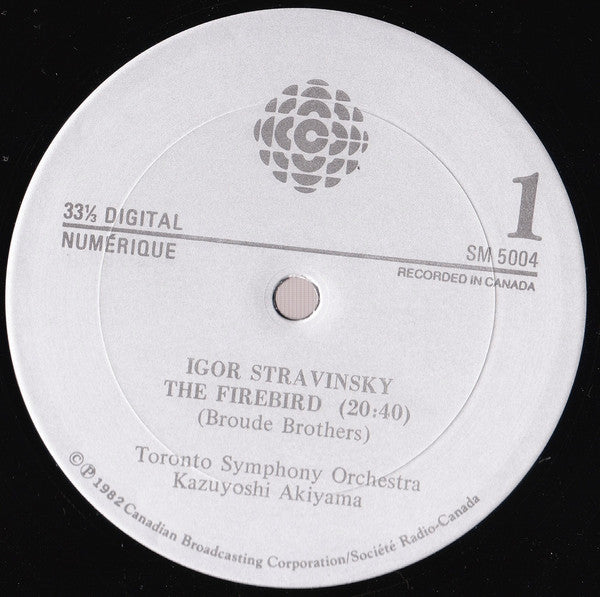 33⅓ DIGITAL
NUMÉRIQUE
1
SM 5004
RECORDED IN CANADA
IGOR STRAVINSKY
THE FIREBIRD (20:40)
(Broude Brothers)
Toronto Symphony Orchestra
Kazuyoshi Akiyama
©℗1982 Canadian Broadcasting Corporation/Société Radio-Canada